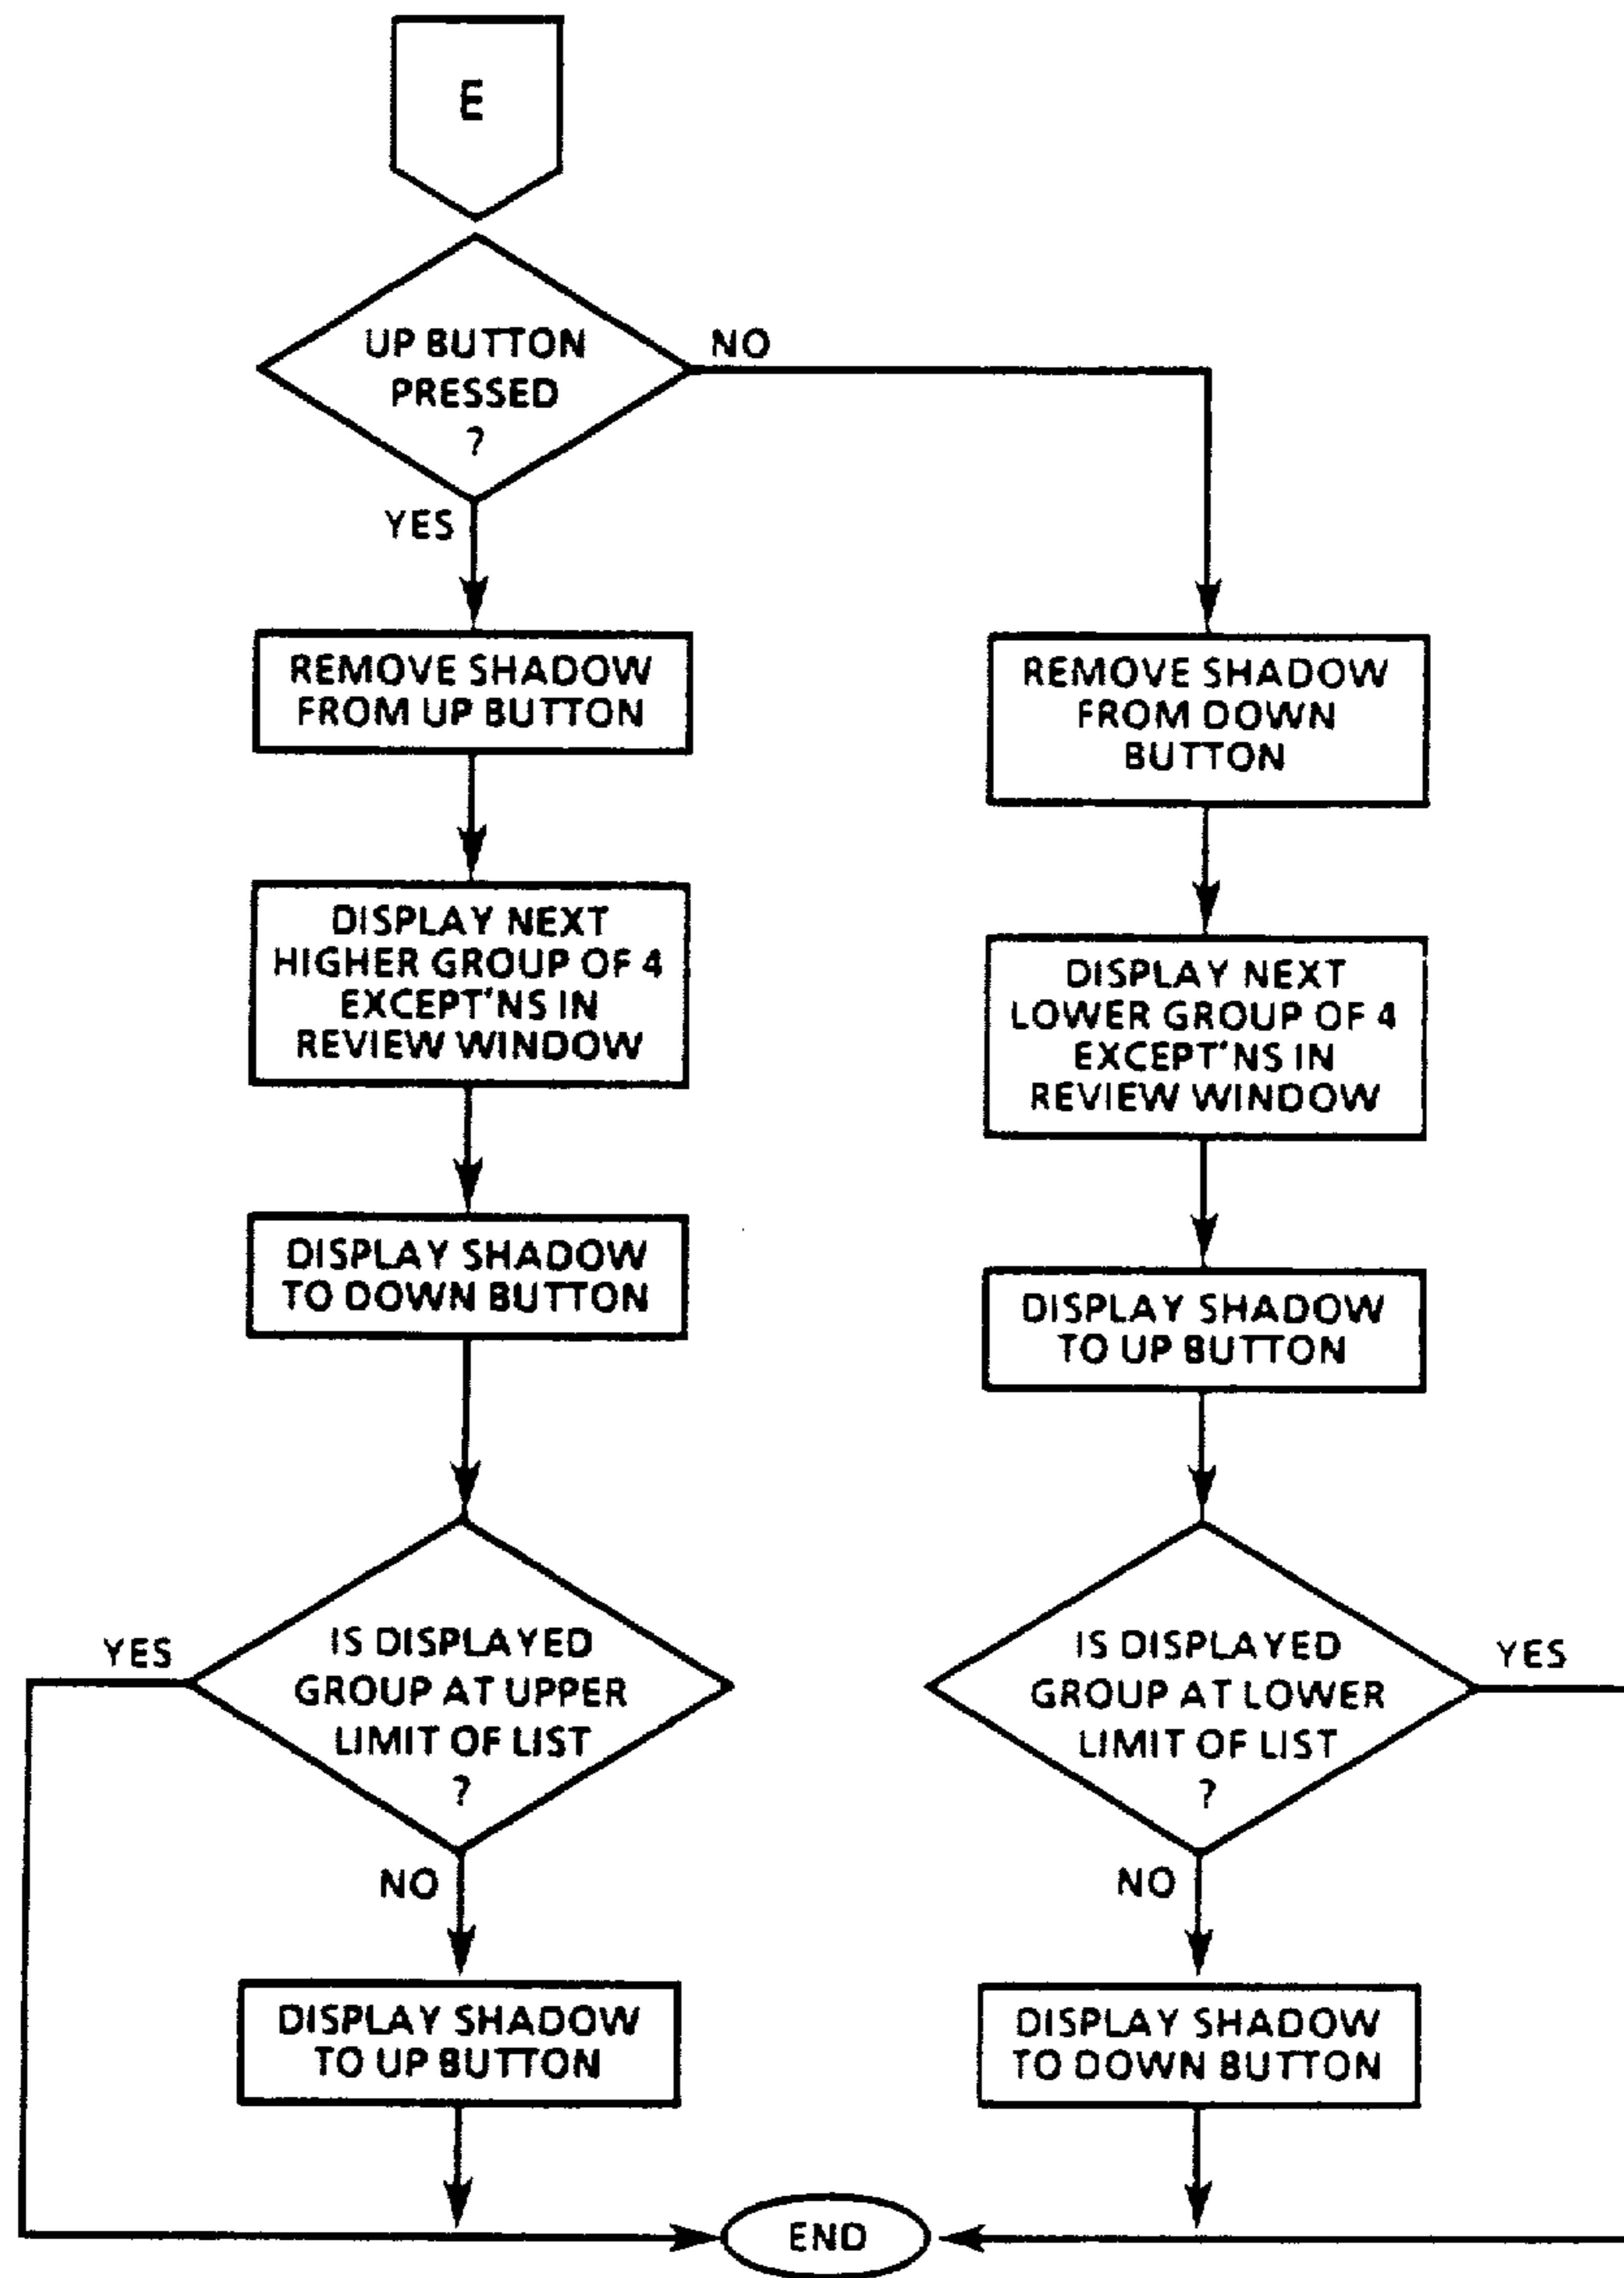 E
UP BUTTON
PRESSED
?
NO
YES
REMOVE SHADOW
FROM UP BUTTON
DISPLAY NEXT
HIGHER GROUP OF 4
EXCEPT'NS IN
REVIEW WINDOW
DISPLAY SHADOW
TO DOWN BUTTON
IS DISPLAYED
GROUP AT UPPER
LIMIT OF LIST
?
YES
NO
DISPLAY SHADOW
TO UP BUTTON
REMOVE SHADOW
FROM DOWN
BUTTON
DISPLAY NEXT
LOWER GROUP OF 4
EXCEPT'NS IN
REVIEW WINDOW
DISPLAY SHADOW
TO UP BUTTON
IS DISPLAYED
GROUP AT LOWER
LIMIT OF LIST
?
YES
NO
DISPLAY SHADOW
TO DOWN BUTTON
END